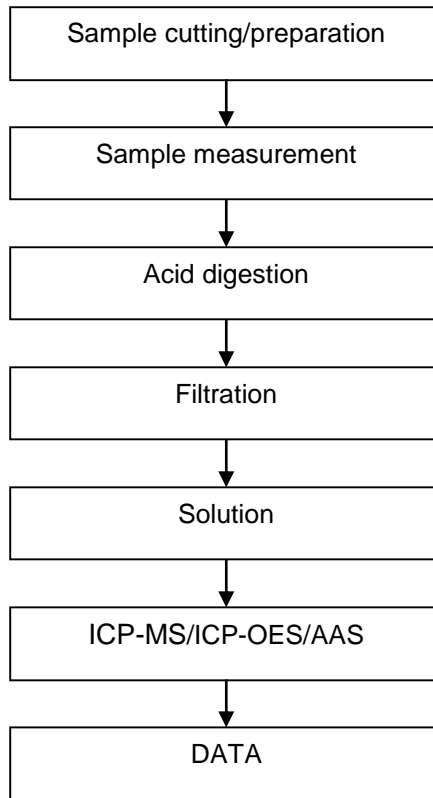 Sample cutting/preparation
Sample measurement
Acid digestion
Filtration
Solution
ICP-MS/ICP-OES/AAS
DATA